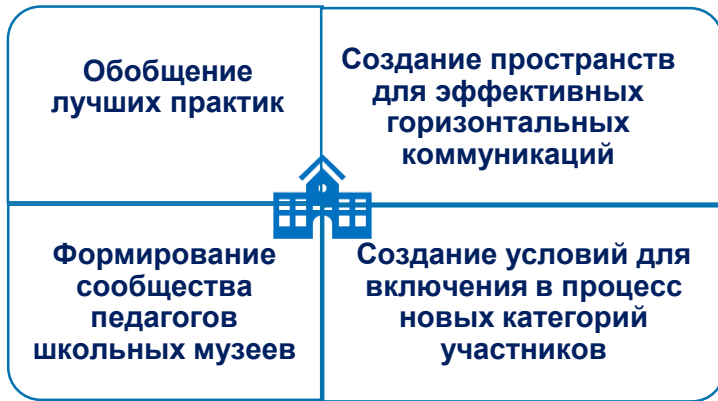 Обобщение
лучших практик
Создание пространств
для эффективных
горизонтальных
коммуникаций
Формирование
сообщества
педагогов
школьных музеев
Создание условий для
включения в процесс
новых категорий
участников